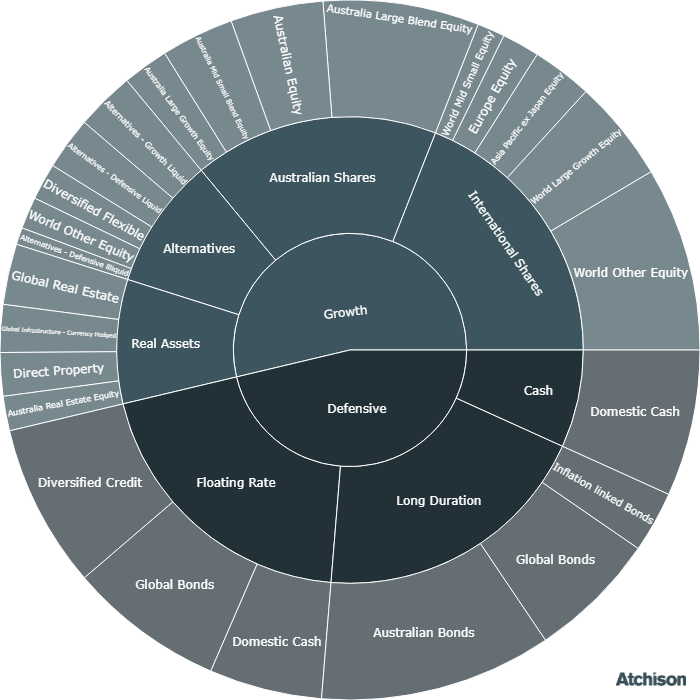 Growth
Defensive
International Shares
Australian Shares
Alternatives
Real Assets
Floating Rate
Long Duration
Cash
World Other Equity
World Large Growth Equity
Asia Pacific ex Japan Equity
Europe Equity
World Mid Small Equity
Australia Large Blend Equity
Australian Equity
Australia Mid Small Blend Equity
Australia Large Growth Equity
Alternatives - Growth Liquid
Alternatives - Defensive Liquid
Diversified Flexible
World Other Equity
Alternatives - Defensive Illiquid
Global Real Estate
Global Infrastructure - Currency Hedged
Direct Property
Australia Real Estate Equity
Diversified Credit
Global Bonds
Domestic Cash
Australian Bonds
Global Bonds
Inflation linked Bonds
Domestic Cash
Atchison